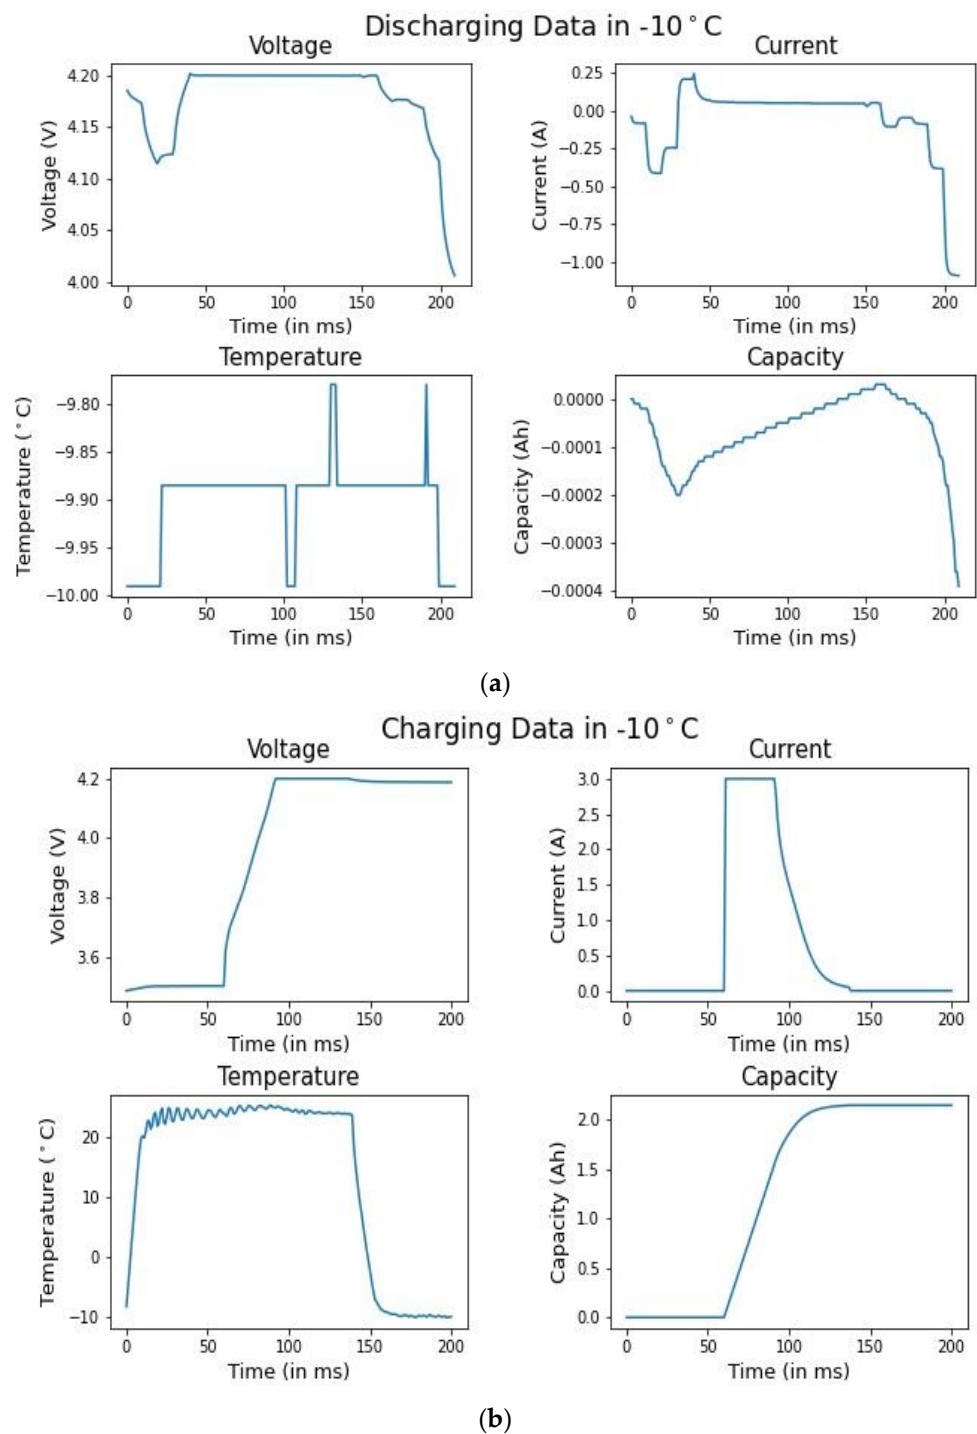 Discharging Data in -10°C
Voltage
Current
4.20
4.15
4.10
4.05
4.00
Voltage (V)
0 50 100 150 200
Time (in ms)
0.25
0.00
−0.25
−0.50
−0.75
−1.00
Current (A)
0 50 100 150 200
Time (in ms)
Temperature
Capacity
−9.80
−9.85
−9.90
−9.95
−10.00
Temperature (°C)
0 50 100 150 200
Time (in ms)
0.0000
−0.0001
−0.0002
−0.0003
−0.0004
Capacity (Ah)
0 50 100 150 200
Time (in ms)
(a)
Charging Data in -10°C
Voltage
Current
4.2
4.0
3.8
3.6
Voltage (V)
0 50 100 150 200
Time (in ms)
3.0
2.5
2.0
1.5
1.0
0.5
0.0
Current (A)
0 50 100 150 200
Time (in ms)
Temperature
Capacity
20
10
0
−10
Temperature (°C)
0 50 100 150 200
Time (in ms)
2.0
1.5
1.0
0.5
0.0
Capacity (Ah)
0 50 100 150 200
Time (in ms)
(b)